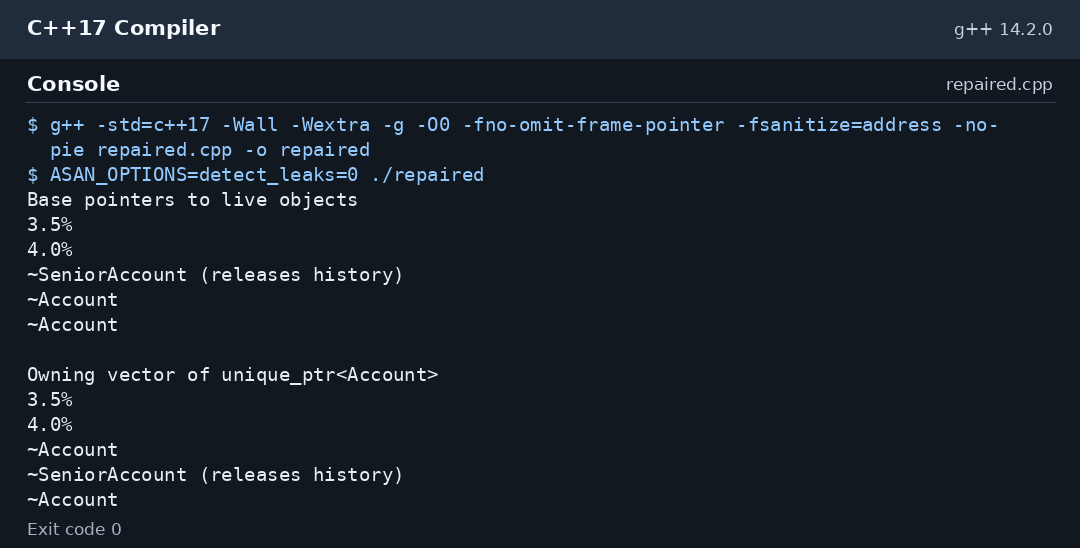 C++17 Compiler
g++ 14.2.0
Console
repaired.cpp
$ g++ -std=c++17 -Wall -Wextra -g -O0 -fno-omit-frame-pointer -fsanitize=address -no-
pie repaired.cpp -o repaired
$ ASAN_OPTIONS=detect_leaks=0 ./repaired
Base pointers to live objects
3.5%
4.0%
~SeniorAccount (releases history)
~Account
~Account
Owning vector of unique_ptr<Account>
3.5%
4.0%
~Account
~SeniorAccount (releases history)
~Account
Exit code 0